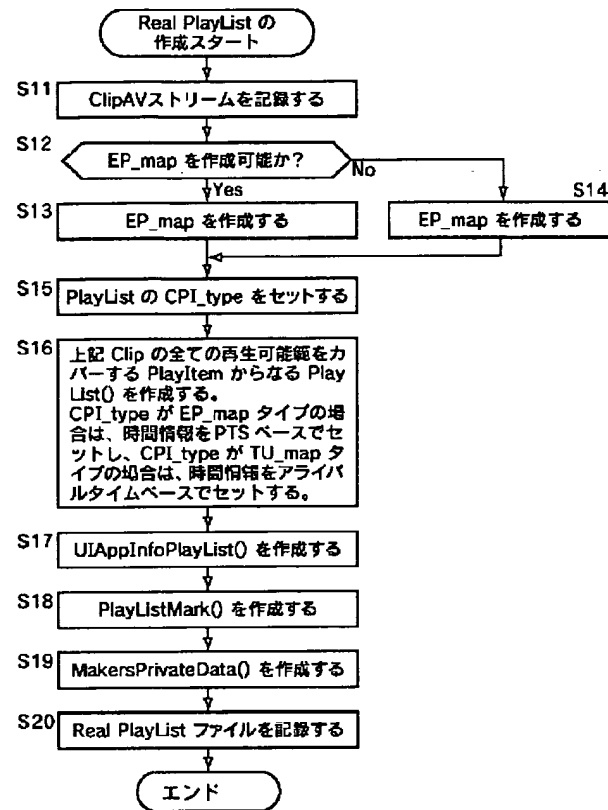 Real PlayList の
作成スタート
S11
ClipAVストリームを記録する
S12
EP_map を作成可能か？
No
Yes
S13
EP_map を作成する
S14
EP_map を作成する
S15
PlayList の CPI_type をセットする
S16
上記 Clip の全ての再生可能範をカ
バーする PlayItem からなる Play
List() を作成する。
CPI_type が EP_map タイプの場
合は、時間情報をPTS ベースでセ
ットし、CPI_type が TU_map タ
イプの場合は、時間情報をアライバ
ルタイムベースでセットする。
S17
UIAppInfoPlayList() を作成する
S18
PlayListMark() を作成する
S19
MakersPrivateData() を作成する
S20
Real PlayList ファイルを記録する
エンド